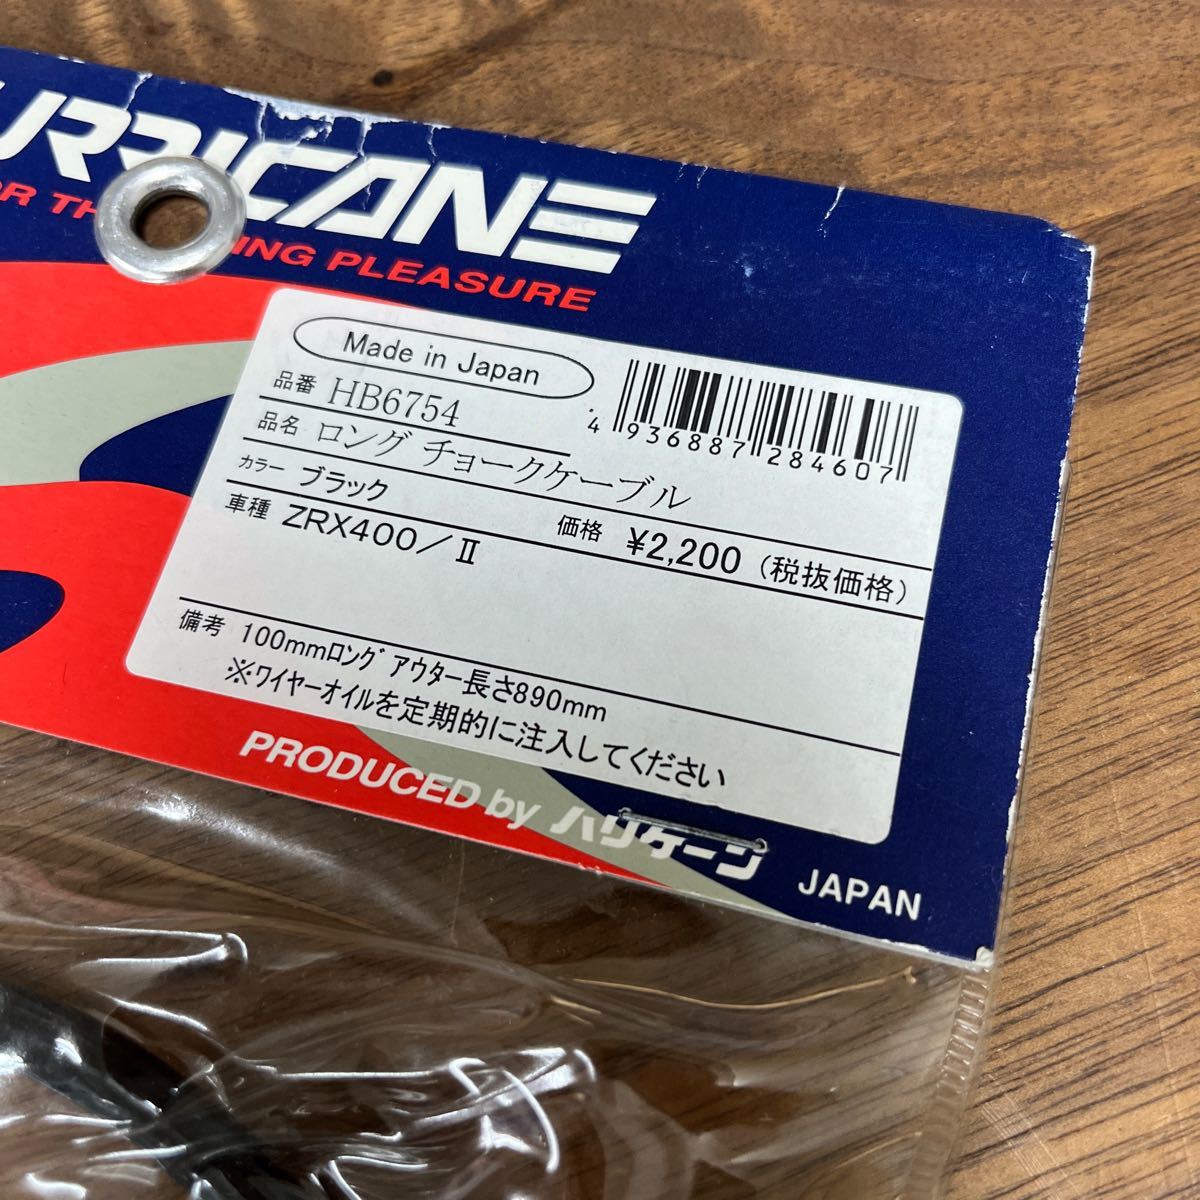 URRICANE
OR TH ING PLEASURE
Made in Japan
品番 HB6754
4 936887 284607
品名 ロング チョークケーブル
カラー ブラック
価格 ¥2,200 (税抜価格)
車種 ZRX400/Ⅱ
備考 100mmﾛﾝｸﾞ ｱｳﾀｰ長さ890mm
※ワイヤーオイルを定期的に注入してください
PRODUCED by ハリケーン JAPAN